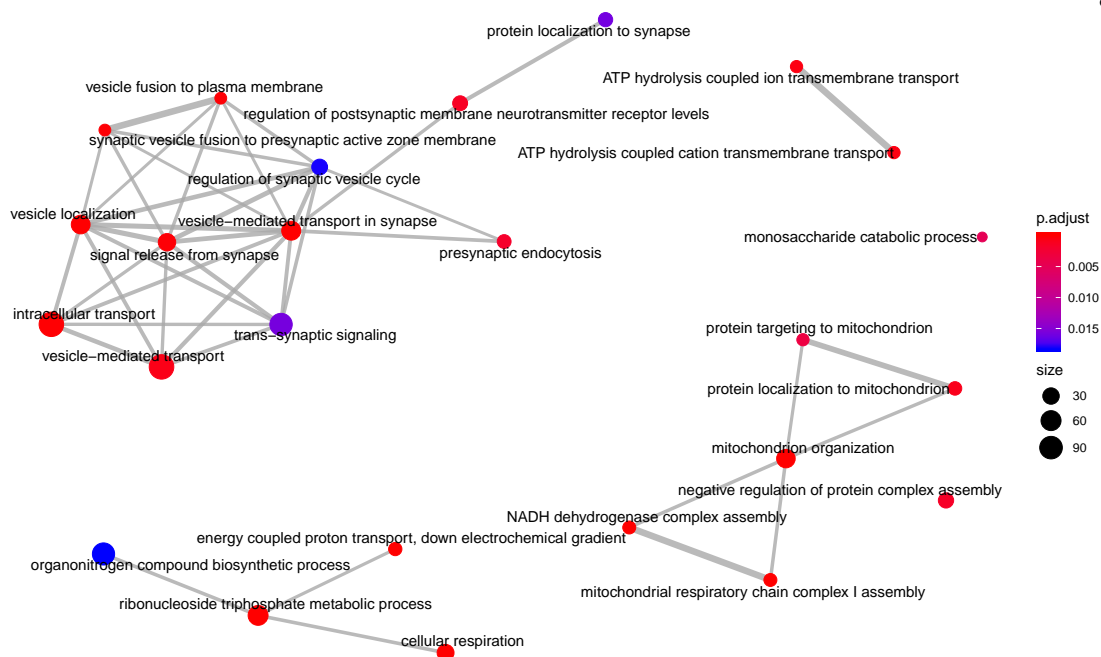 protein localization to synapse
ATP hydrolysis coupled ion transmembrane transport
vesicle fusion to plasma membrane
regulation of postsynaptic membrane neurotransmitter receptor levels
synaptic vesicle fusion to presynaptic active zone membrane
ATP hydrolysis coupled cation transmembrane transport
regulation of synaptic vesicle cycle
vesicle localization
vesicle−mediated transport in synapse
monosaccharide catabolic process
signal release from synapse
presynaptic endocytosis
intracellular transport
trans−synaptic signaling
vesicle−mediated transport
protein targeting to mitochondrion
protein localization to mitochondrion
mitochondrion organization
negative regulation of protein complex assembly
NADH dehydrogenase complex assembly
energy coupled proton transport, down electrochemical gradient
organonitrogen compound biosynthetic process
mitochondrial respiratory chain complex I assembly
ribonucleoside triphosphate metabolic process
cellular respiration
p.adjust
0.005
0.010
0.015
size
30
60
90